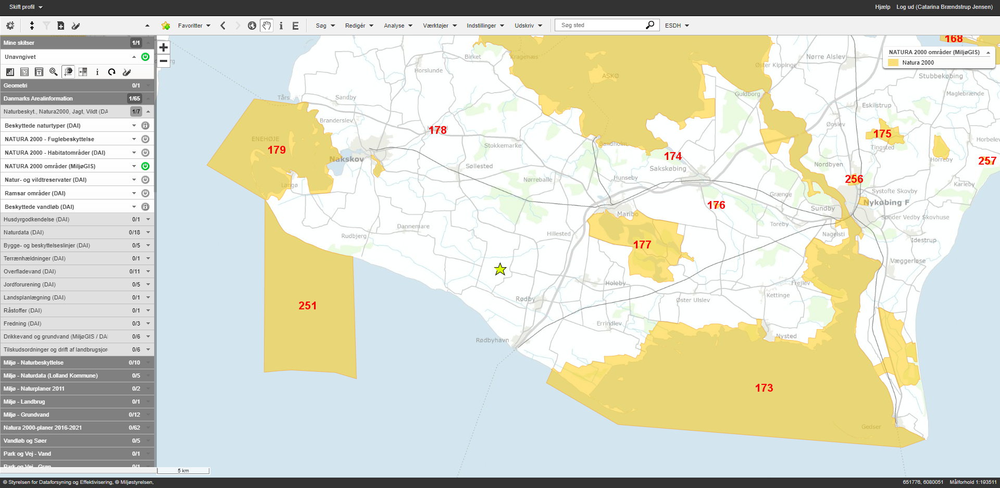 Skift profil
Hjælp Log ud (Catarina Brændstrup Jensen)
Favoritter
E
Søg
Redigér
Analyse
Værktøjer
Indstillinger
Udskriv
Søg sted
ESDH
Mine skitser 1/1
Unavngivet
Geometri 0/1
Danmarks Arealinformation 1/65
Naturbeskyt., Natura2000, Jagt, Vildt (DA 1/7
Beskyttede naturtyper (DAI)
NATURA 2000 - Fuglebeskyttelse
NATURA 2000 - Habitatområder (DAI)
NATURA 2000 områder (MiljøGIS)
Natur- og vildtreservater (DAI)
Ramsar områder (DAI)
Beskyttede vandløb (DAI)
Husdyrgodkendelse (DAI) 0/1
Naturdata (DAI) 0/18
Bygge- og beskyttelseslinjer (DAI) 0/5
Terrænhældninger (DAI) 0/1
Overfladevand (DAI) 0/11
Jordforurening (DAI) 0/5
Landsplanlægning (DAI) 0/1
Råstoffer (DAI) 0/1
Fredning (DAI) 0/3
Drikkevand og grundvand (MiljøGIS / DAI 0/6
Tilskudsordninger og drift af landbrugsjor 0/6
Miljø - Naturbeskyttelse 0/10
Miljø - Naturdata (Lolland Kommune) 0/5
Miljø - Naturplaner 2011 0/2
Miljø - Landbrug 0/1
Miljø - Grundvand 0/12
Natura 2000-planer 2016-2021 0/62
Vandløb og Søer 0/5
Park og Vej - Vand 0/1
Park og Vej - Grøn 0/1
NATURA 2000 områder (MiljøGIS)
Natura 2000
168
Birket
Kragenæs
Nørre Alslev
Øster Kippinge
Horslunde
ASKØ
Stubbekøbing
Guldborg
Maglebrænde
Tårs
Sandby
Eskilstrup
Branderslev
178
Ønslev
175
ENEHØJE
179
Stokkemarke
Bandholm
Tingsted
Horbelev
Nakskov
174
Horreby
257
Søllested
Sakskøbing
Nordbyen
Nørreballe
Hunseby
256
Langø
Karleby
Systofte Skovby
Grænge
176
Nykøbing F
Maribo
Sundby
Sønder Vedby Skovhuse
Dannemare
Toreby
Rudbjerg
Hillested
Nagelsti
Idestrup
177
Væggerløse
Holeby
Frejlev
Rødby
Øster Ulslev
Kettinge
251
Errindlev
Nysted
Rødbyhavn
173
Gedser
5 km
© Styrelsen for Dataforsyning og Effektivisering, © Miljøstyrelsen,
651776, 6080051 Målforhold 1:193511